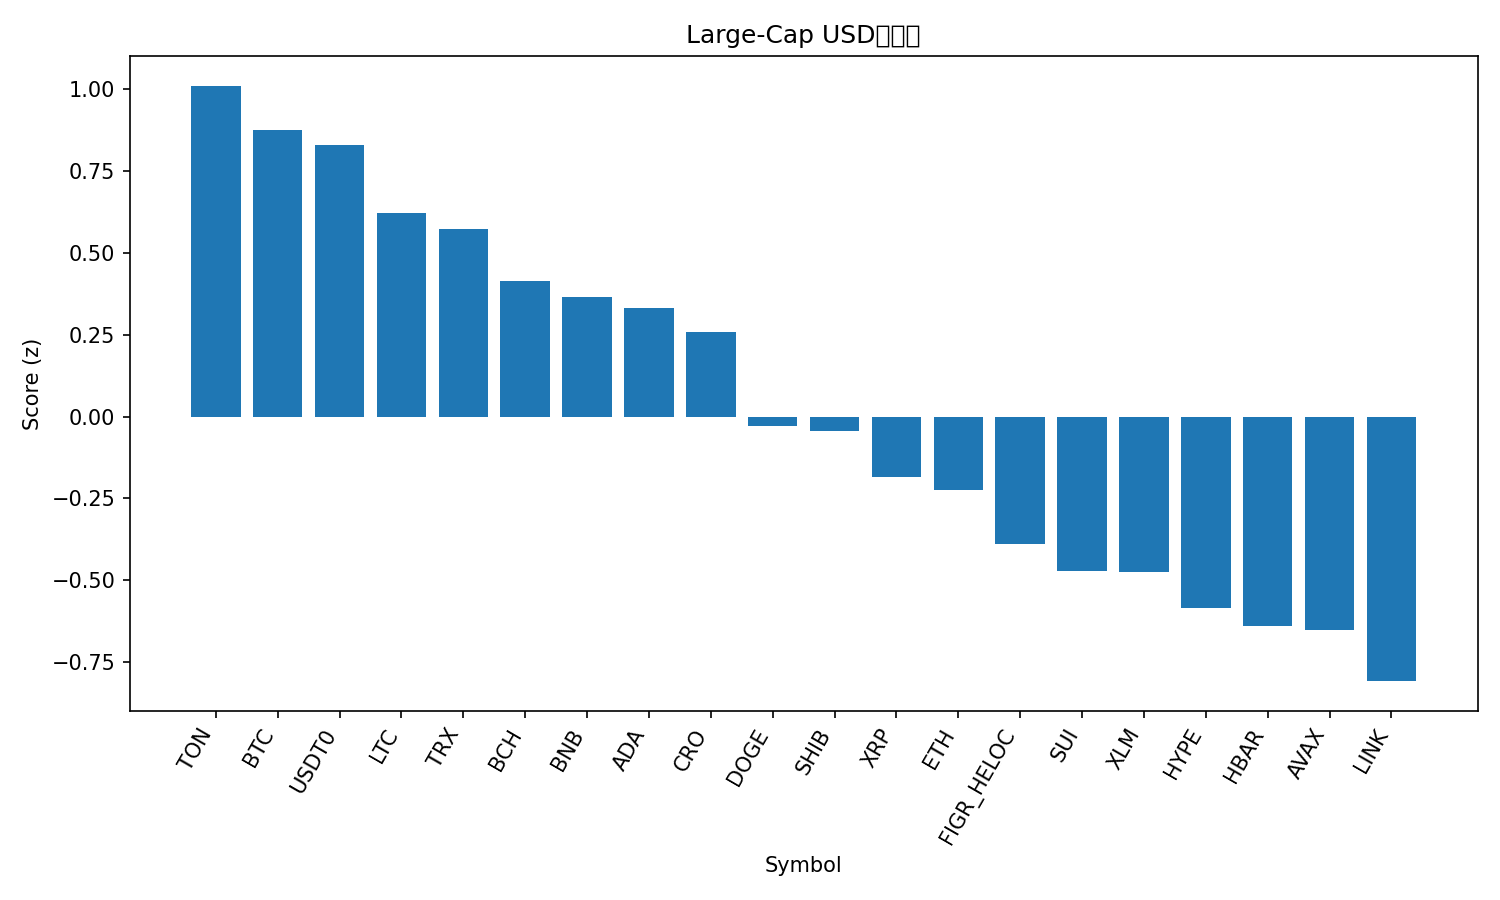 Large-Cap USD
Score (z)
1.00
0.75
0.50
0.25
0.00
−0.25
−0.50
−0.75
TON
BTC
USDT0
LTC
TRX
BCH
BNB
ADA
CRO
DOGE
SHIB
XRP
ETH
FIGR_HELOC
SUI
XLM
HYPE
HBAR
AVAX
LINK
Symbol